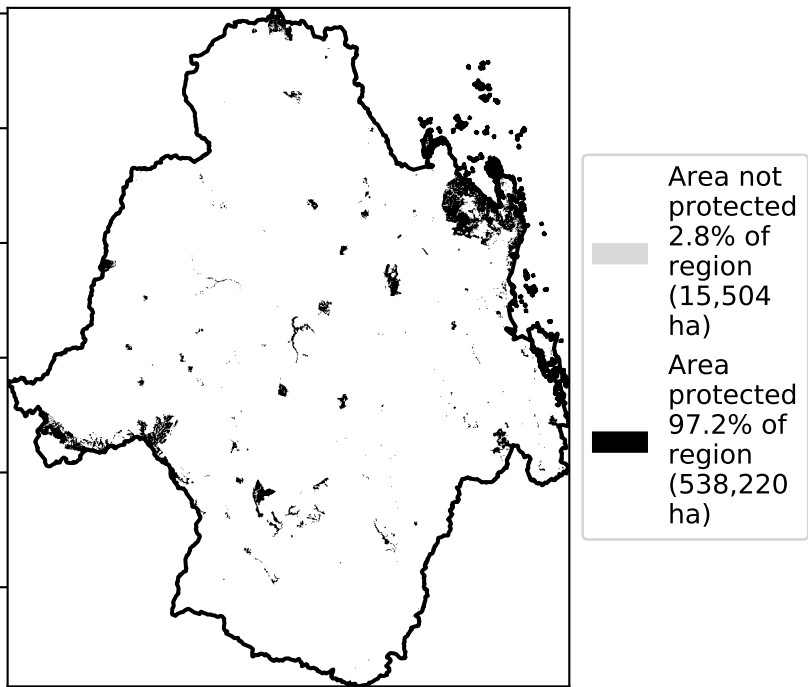 Area not
protected
2.8% of
region
(15,504
ha)
Area
protected
97.2% of
region
(538,220
ha)